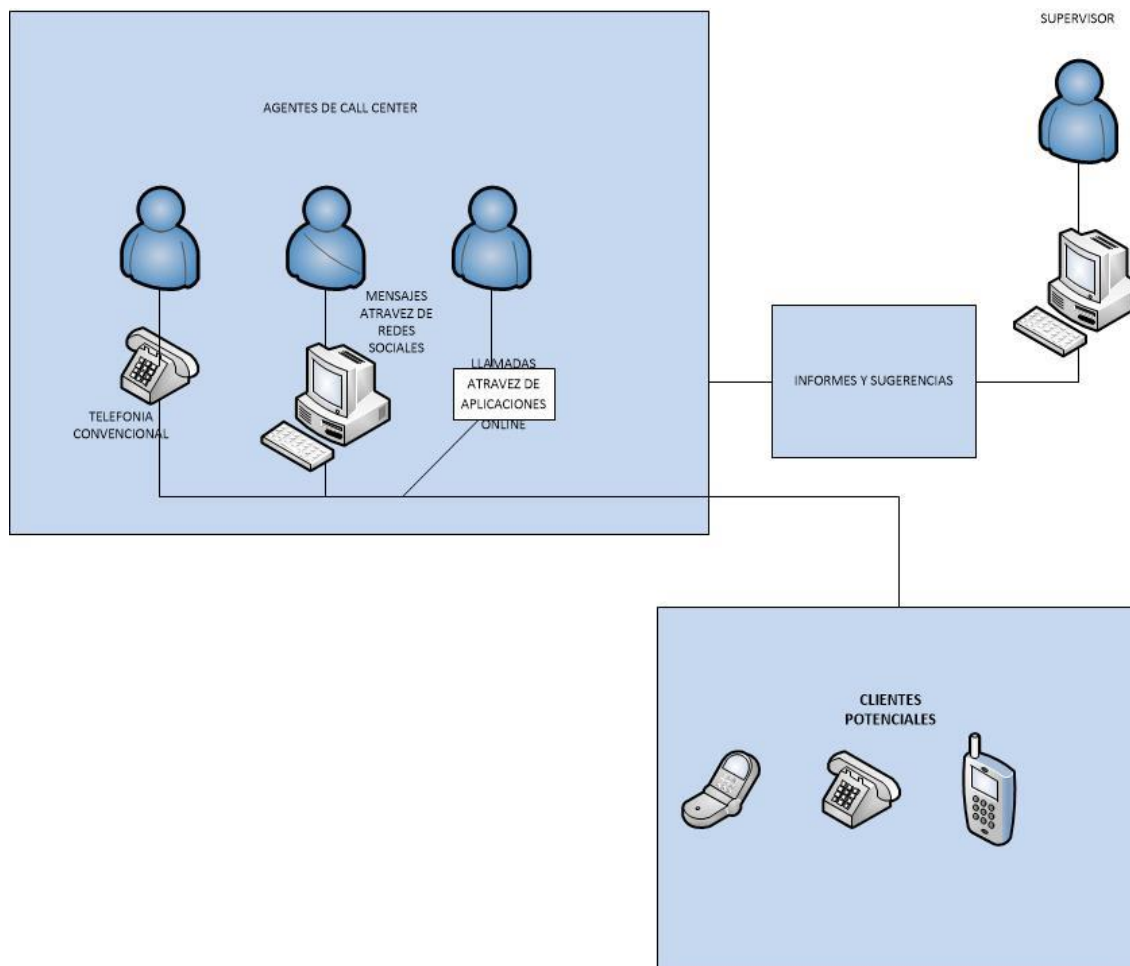 SUPERVISOR
AGENTES DE CALL CENTER
MENSAJES
ATRAVEZ DE
REDES
SOCIALES
LLAMADAS
ATRAVEZ DE
APLICACIONES
ONLINE
TELEFONIA
CONVENCIONAL
INFORMES Y SUGERENCIAS
CLIENTES
POTENCIALES